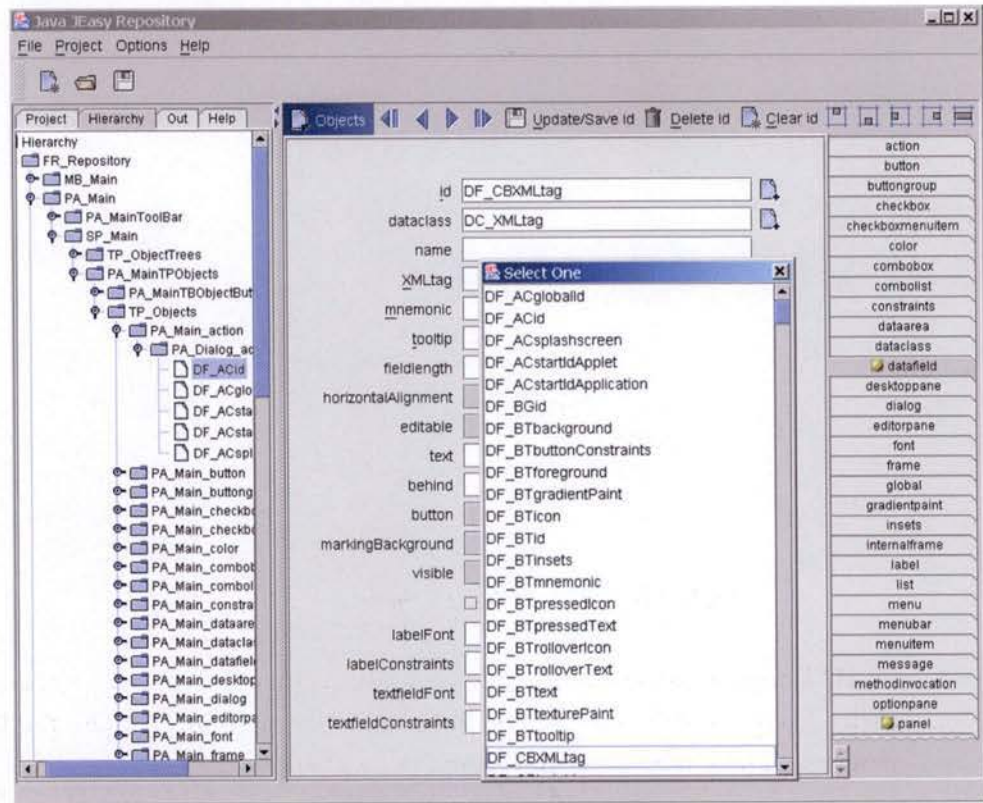 Java JEasy Repository
File Project Options Help
Project Hierarchy Out Help
Hierarchy
FR_Repository
MB_Main
PA_Main
PA_MainToolBar
SP_Main
TP_ObjectTrees
PA_MainTPObjects
PA_MainTBObjectBut
TP_Objects
PA_Main_action
PA_Dialog_ac
DF_ACid
DF_ACglo
DF_ACsta
DF_ACsta
DF_ACspl
PA_Main_button
PA_Main_buttong
PA_Main_checkbo
PA_Main_checkbo
PA_Main_color
PA_Main_combob
PA_Main_combol
PA_Main_constra
PA_Main_dataare
PA_Main_datacla
PA_Main_datafiel
PA_Main_desktop
PA_Main_dialog
PA_Main_editorpa
PA_Main_font
PA_Main_frame
Objects Update/Save id Delete id Clear id
id DF_CBXMLtag
dataclass DC_XMLtag
name
XMLtag
mnemonic
tooltip
fieldlength
horizontalAlignment
editable
text
behind
button
markingBackground
visible
labelFont
labelConstraints
textfieldFont
textfieldConstraints
Select One
DF_ACglobalId
DF_ACid
DF_ACsplashscreen
DF_ACstartIdApplet
DF_ACstartIdApplication
DF_BGid
DF_BTbackground
DF_BTbuttonConstraints
DF_BTforeground
DF_BTgradientPaint
DF_BTicon
DF_BTid
DF_BTinsets
DF_BTmnemonic
DF_BTpressedIcon
DF_BTpressedText
DF_BTrolloverIcon
DF_BTrolloverText
DF_BTtext
DF_BTtexturePaint
DF_BTtooltip
DF_CBXMLtag
action
button
buttongroup
checkbox
checkboxmenuitem
color
combobox
combolist
constraints
dataarea
dataclass
datafield
desktoppane
dialog
editorpane
font
frame
global
gradientpaint
insets
internalframe
label
list
menu
menubar
menuitem
message
methodinvocation
optionpane
panel